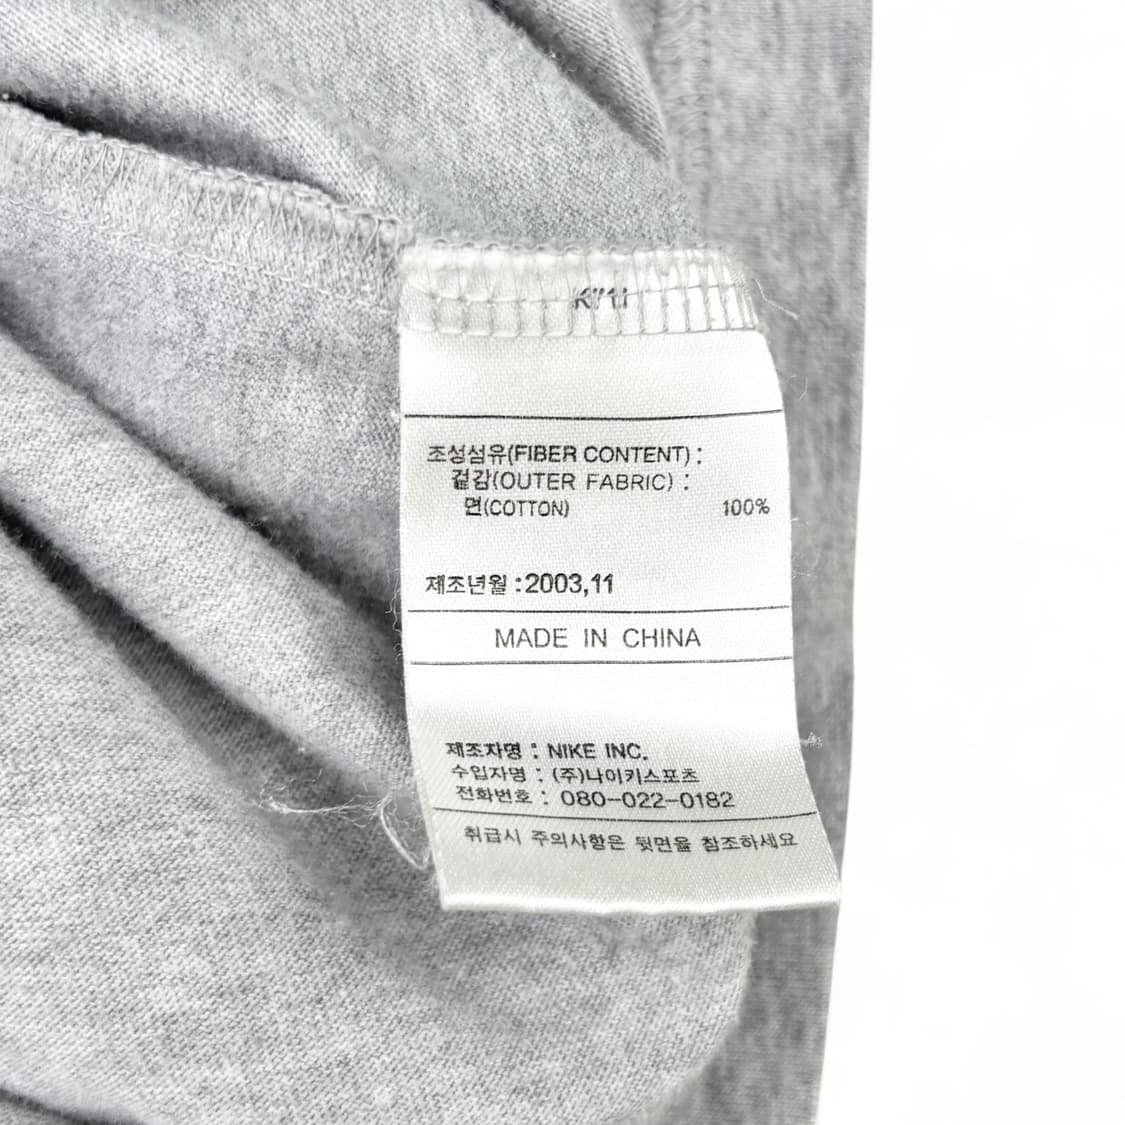 조성섬유(FIBER CONTENT) :
겉감(OUTER FABRIC) :
면(COTTON) 100%
제조년월 : 2003,11
MADE IN CHINA
제조자명 : NIKE INC.
수입자명 : (주)나이키스포츠
전화번호 : 080-022-0182
취급시 주의사항은 뒷면을 참조하세요